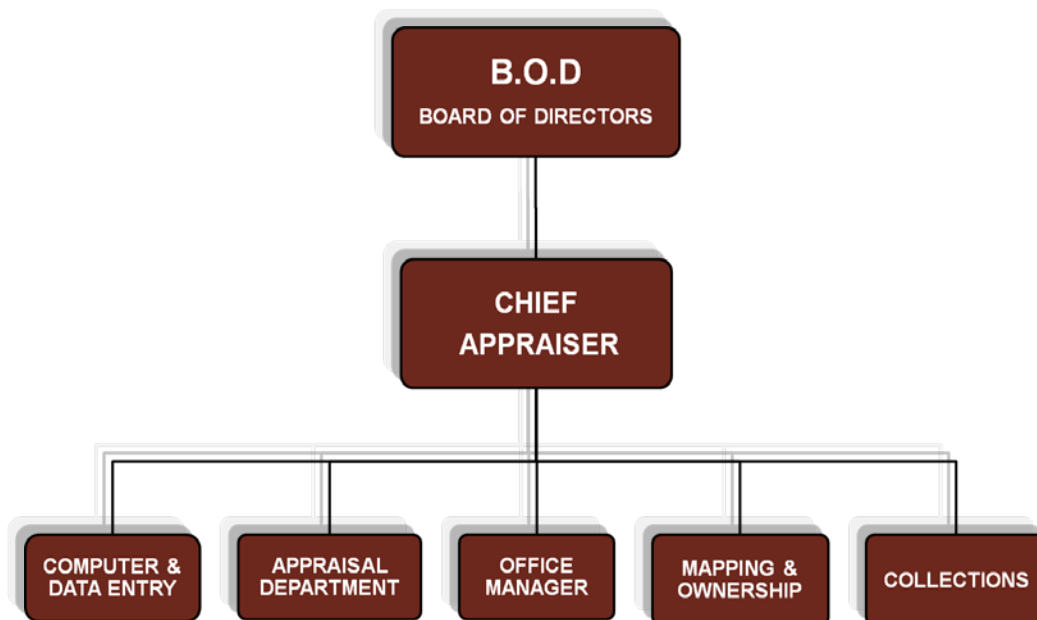 B.O.D
BOARD OF DIRECTORS
CHIEF
APPRAISER
COMPUTER &
DATA ENTRY
APPRAISAL
DEPARTMENT
OFFICE
MANAGER
MAPPING &
OWNERSHIP
COLLECTIONS